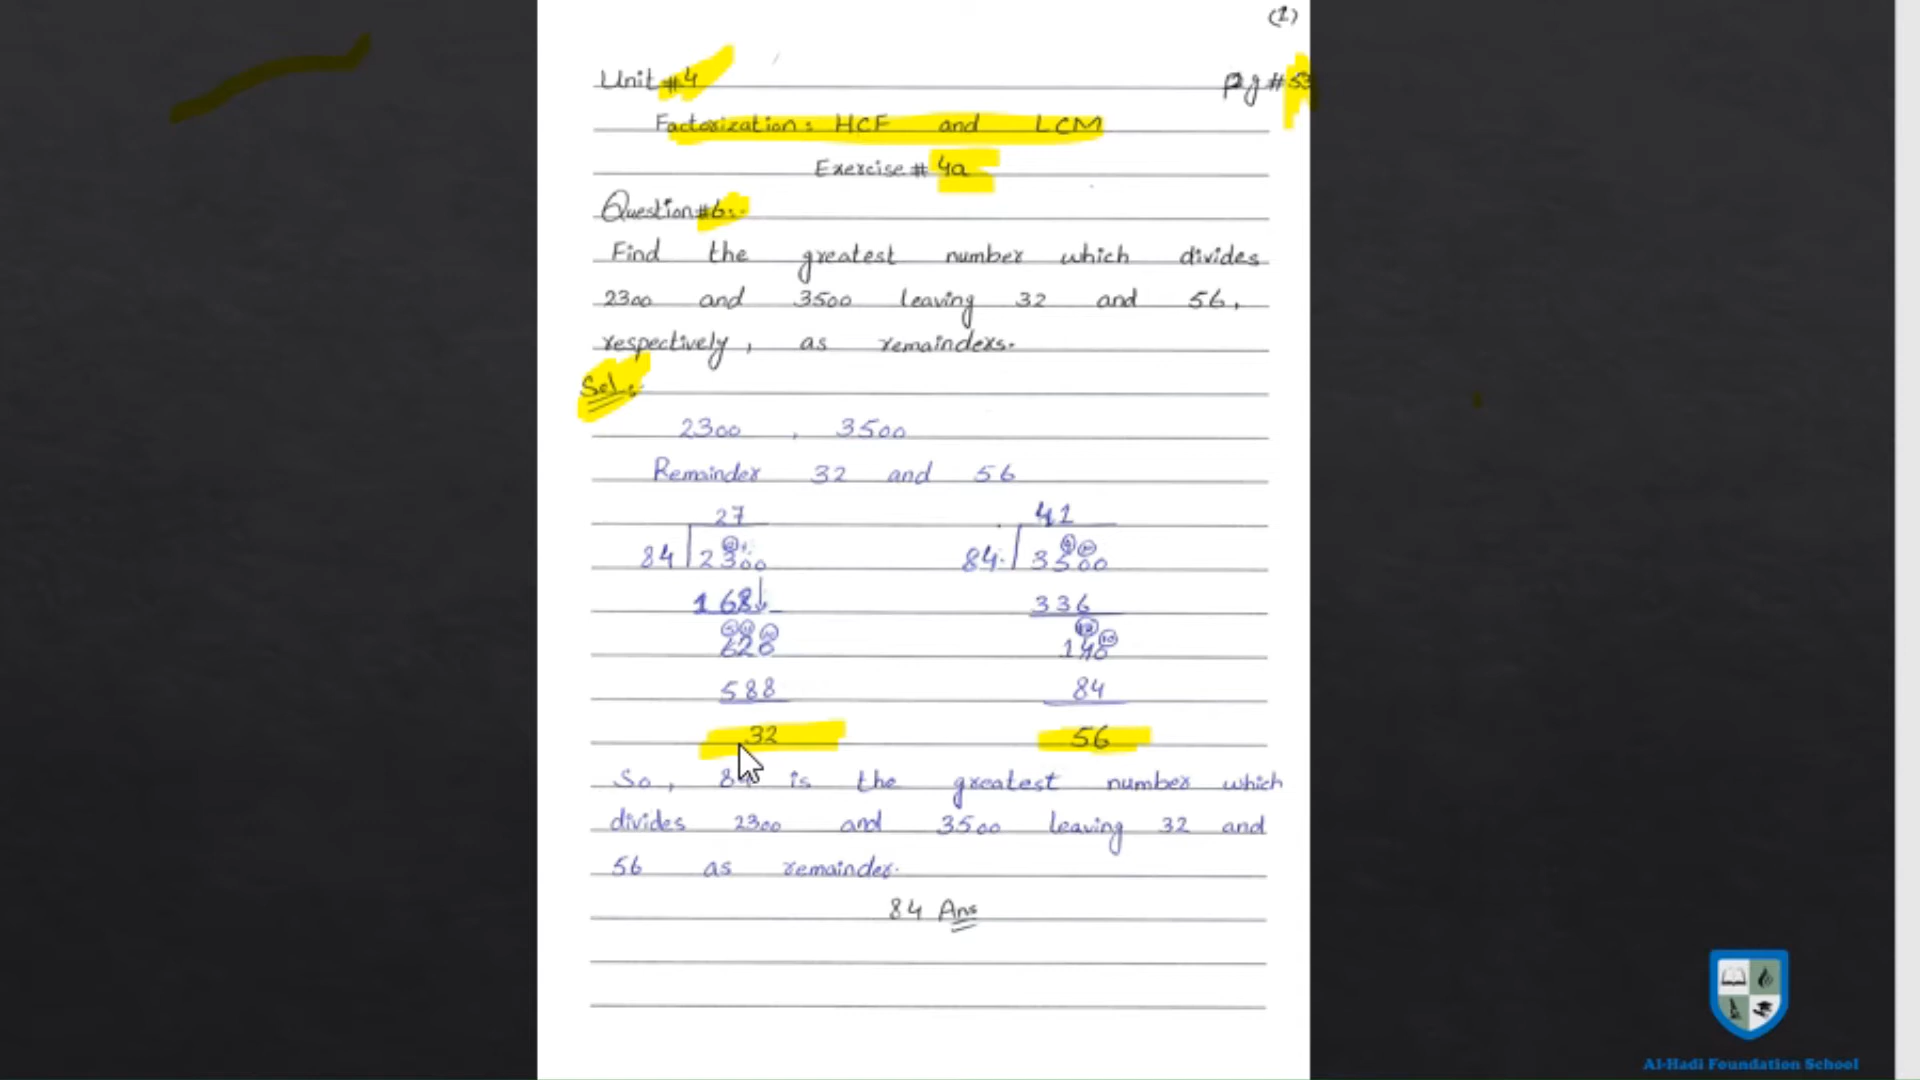 (1)
Unit #4 pg # 53
Factorization: HCF and LCM
Exercise # 4a
Question#6:-
Find the greatest number which divides
2300 and 3500 leaving 32 and 56,
respectively, as remainders.
Sol:-
2300 , 3500
Remainder 32 and 56
27 41
84 2300 84. 3500
168 336
620 140
588 84
32 56
So, 84 is the greatest number which
divides 2300 and 3500 leaving 32 and
56 as remainder.
84 Ans
Al-Hadi Foundation School